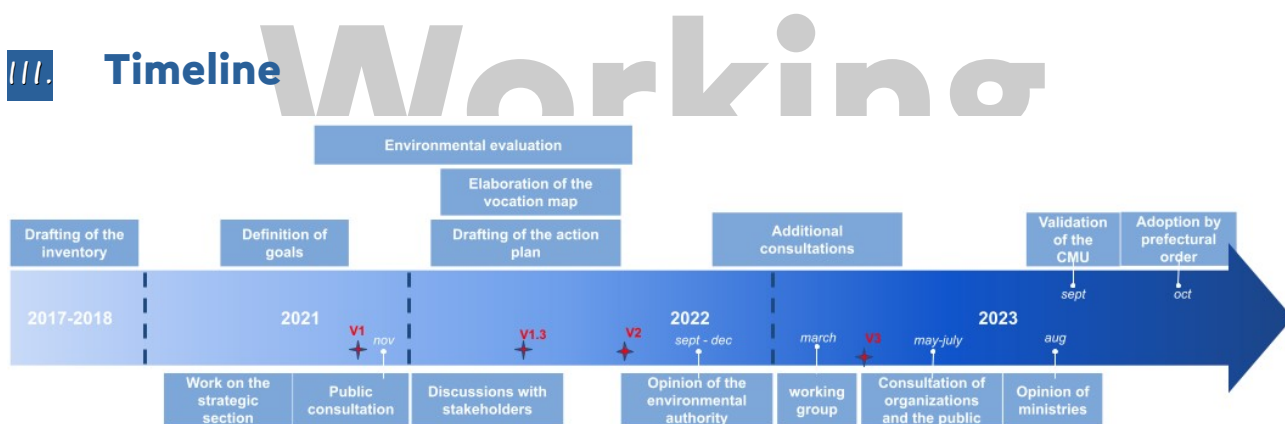 III. Timeline
Working
Environmental evaluation
Elaboration of the
vocation map
Drafting of the
inventory
Definition of
goals
Drafting of the action
plan
Additional
consultations
Validation
of the
CMU
Adoption by
prefectural
order
2017-2018
2021
V1
nov
V1.3
V2
2022
sept - dec
march
V3
2023
may-july
sept
aug
oct
Work on the
strategic
section
Public
consultation
Discussions with
stakeholders
Opinion of the
environmental
authority
working
group
Consultation of
organizations
and the public
Opinion of
ministries